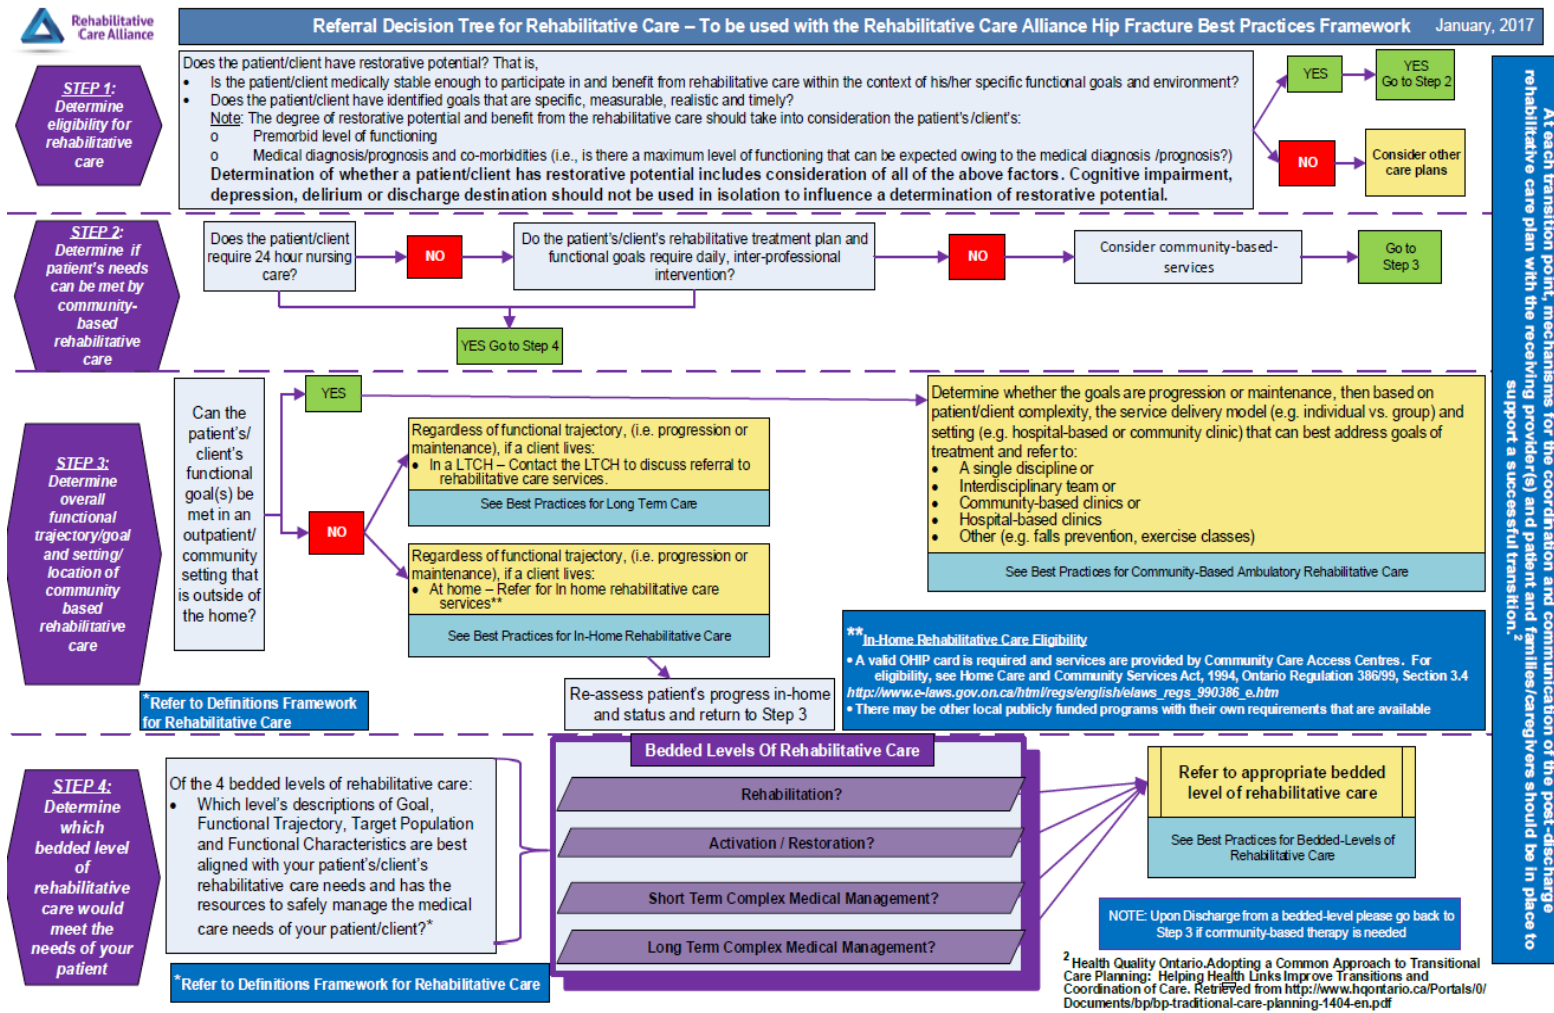 Rehabilitative
Care Alliance
Referral Decision Tree for Rehabilitative Care – To be used with the Rehabilitative Care Alliance Hip Fracture Best Practices Framework January, 2017
STEP 1:
Determine
eligibility for
rehabilitative
care
Does the patient/client have restorative potential? That is,
• Is the patient/client medically stable enough to participate in and benefit from rehabilitative care within the context of his/her specific functional goals and environment?
• Does the patient/client have identified goals that are specific, measurable, realistic and timely?
Note: The degree of restorative potential and benefit from the rehabilitative care should take into consideration the patient's/client's:
o Premorbid level of functioning
o Medical diagnosis/prognosis and co-morbidities (i.e., is there a maximum level of functioning that can be expected owing to the medical diagnosis /prognosis?)
Determination of whether a patient/client has restorative potential includes consideration of all of the above factors. Cognitive impairment,
depression, delirium or discharge destination should not be used in isolation to influence a determination of restorative potential.
YES
YES
Go to Step 2
NO
Consider other
care plans
STEP 2:
Determine if
patient's needs
can be met by
community-
based
rehabilitative
care
Does the patient/client
require 24 hour nursing
care?
NO
Do the patient's/client's rehabilitative treatment plan and
functional goals require daily, inter-professional
intervention?
NO
Consider community-based-
services
Go to
Step 3
YES Go to Step 4
STEP 3:
Determine
overall
functional
trajectory/goal
and setting/
location of
community
based
rehabilitative
care
Can the
patient's/
client's
functional
goal(s) be
met in an
outpatient/
community
setting that
is outside of
the home?
YES
NO
Regardless of functional trajectory, (i.e. progression or
maintenance), if a client lives:
• In a LTCH – Contact the LTCH to discuss referral to
rehabilitative care services.
See Best Practices for Long Term Care
Regardless of functional trajectory, (i.e. progression or
maintenance), if a client lives:
• At home – Refer for In home rehabilitative care
services**
See Best Practices for In-Home Rehabilitative Care
Re-assess patient's progress in-home
and status and return to Step 3
Determine whether the goals are progression or maintenance, then based on
patient/client complexity, the service delivery model (e.g. individual vs. group) and
setting (e.g. hospital-based or community clinic) that can best address goals of
treatment and refer to:
• A single discipline or
• Interdisciplinary team or
• Community-based clinics or
• Hospital-based clinics
• Other (e.g. falls prevention, exercise classes)
See Best Practices for Community-Based Ambulatory Rehabilitative Care
**In-Home Rehabilitative Care Eligibility
• A valid OHIP card is required and services are provided by Community Care Access Centres. For
eligibility, see Home Care and Community Services Act, 1994, Ontario Regulation 386/99, Section 3.4
http://www.e-laws.gov.on.ca/html/regs/english/elaws_regs_990386_e.htm
• There may be other local publicly funded programs with their own requirements that are available
*Refer to Definitions Framework
for Rehabilitative Care
STEP 4:
Determine
which
bedded level
of
rehabilitative
care would
meet the
needs of your
patient
Of the 4 bedded levels of rehabilitative care:
• Which level's descriptions of Goal,
Functional Trajectory, Target Population
and Functional Characteristics are best
aligned with your patient's/client's
rehabilitative care needs and has the
resources to safely manage the medical
care needs of your patient/client?*
*Refer to Definitions Framework for Rehabilitative Care
Bedded Levels Of Rehabilitative Care
Rehabilitation?
Activation / Restoration?
Short Term Complex Medical Management?
Long Term Complex Medical Management?
Refer to appropriate bedded
level of rehabilitative care
See Best Practices for Bedded-Levels of
Rehabilitative Care
NOTE: Upon Discharge from a bedded-level please go back to
Step 3 if community-based therapy is needed
2 Health Quality Ontario.Adopting a Common Approach to Transitional
Care Planning: Helping Health Links Improve Transitions and
Coordination of Care. Retrieved from http://www.hqontario.ca/Portals/0/
Documents/bp/bp-traditional-care-planning-1404-en.pdf
At each transition point, mechanisms for the coordination and communication of the post-discharge
rehabilitative care plan with the receiving provider(s) and patient and families/caregivers should be in place to
support a successful transition.2